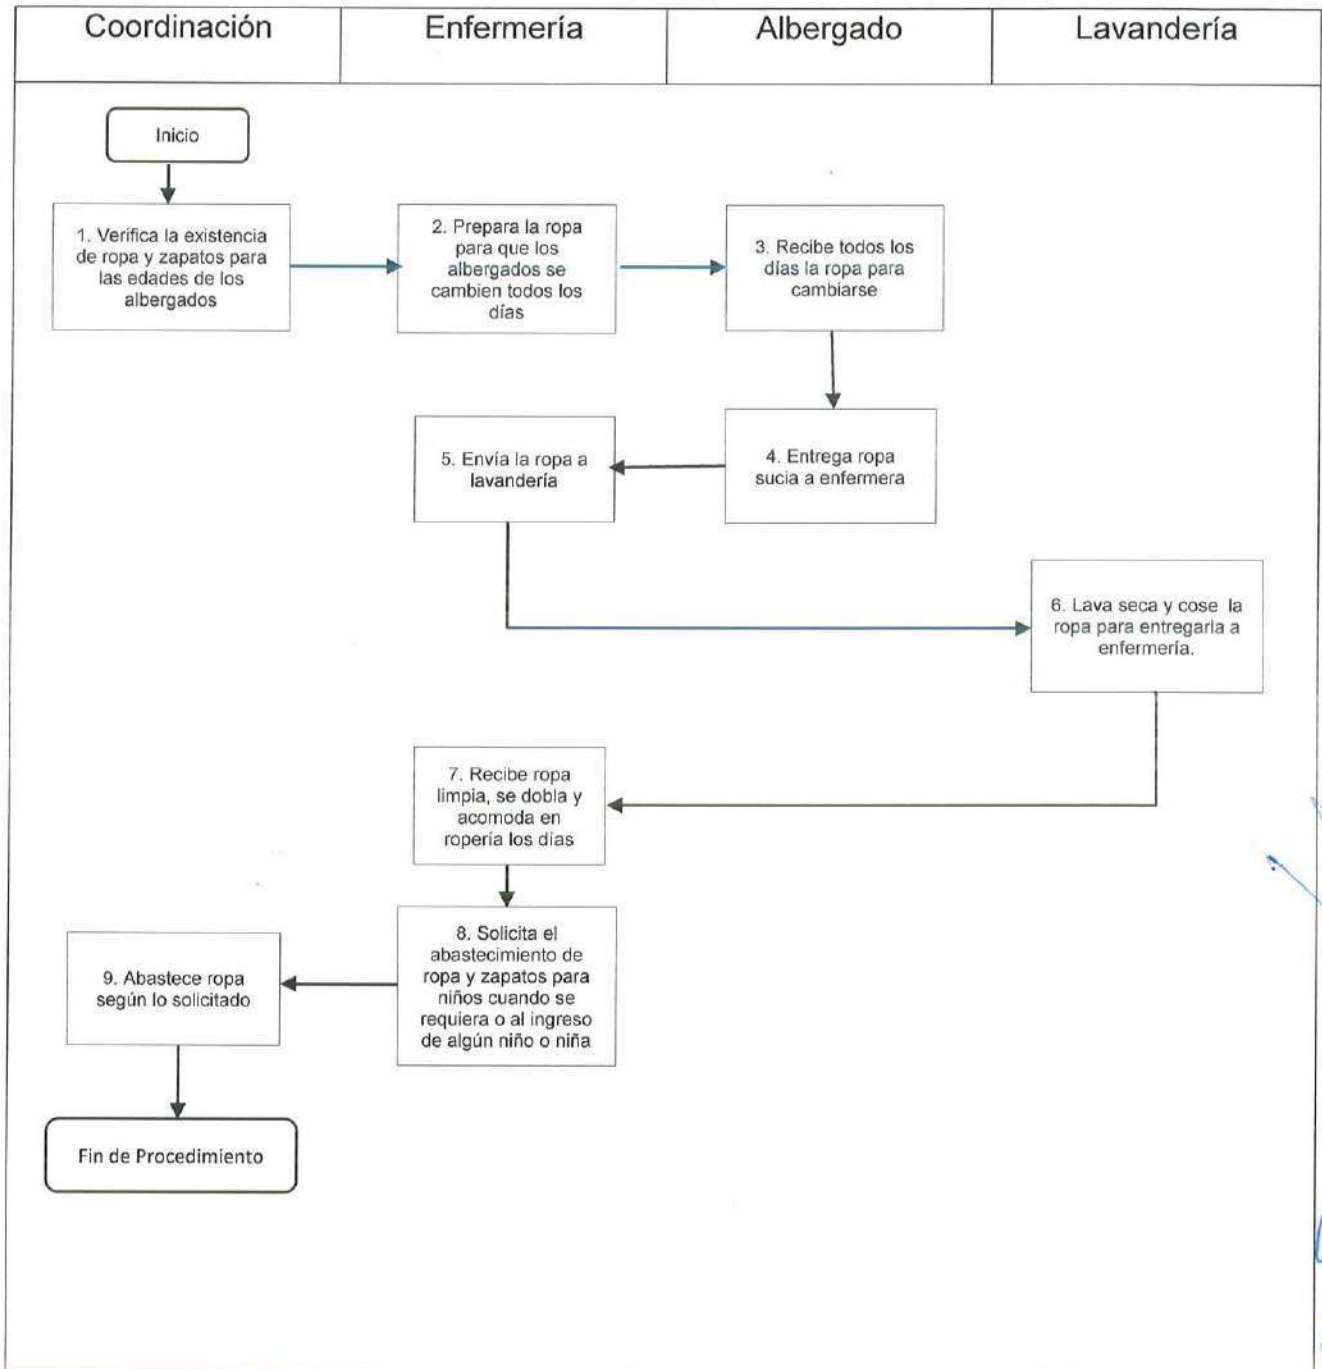 Coordinación
Enfermería
Albergado
Lavandería
Inicio
1. Verifica la existencia
de ropa y zapatos para
las edades de los
albergados
2. Prepara la ropa
para que los
albergados se
cambien todos los
días
3. Recibe todos los
días la ropa para
cambiarse
4. Entrega ropa
sucia a enfermera
5. Envía la ropa a
lavandería
6. Lava seca y cose la
ropa para entregarla a
enfermería.
7. Recibe ropa
limpia, se dobla y
acomoda en
ropería los días
8. Solicita el
abastecimiento de
ropa y zapatos para
niños cuando se
requiera o al ingreso
de algún niño o niña
9. Abastece ropa
según lo solicitado
Fin de Procedimiento